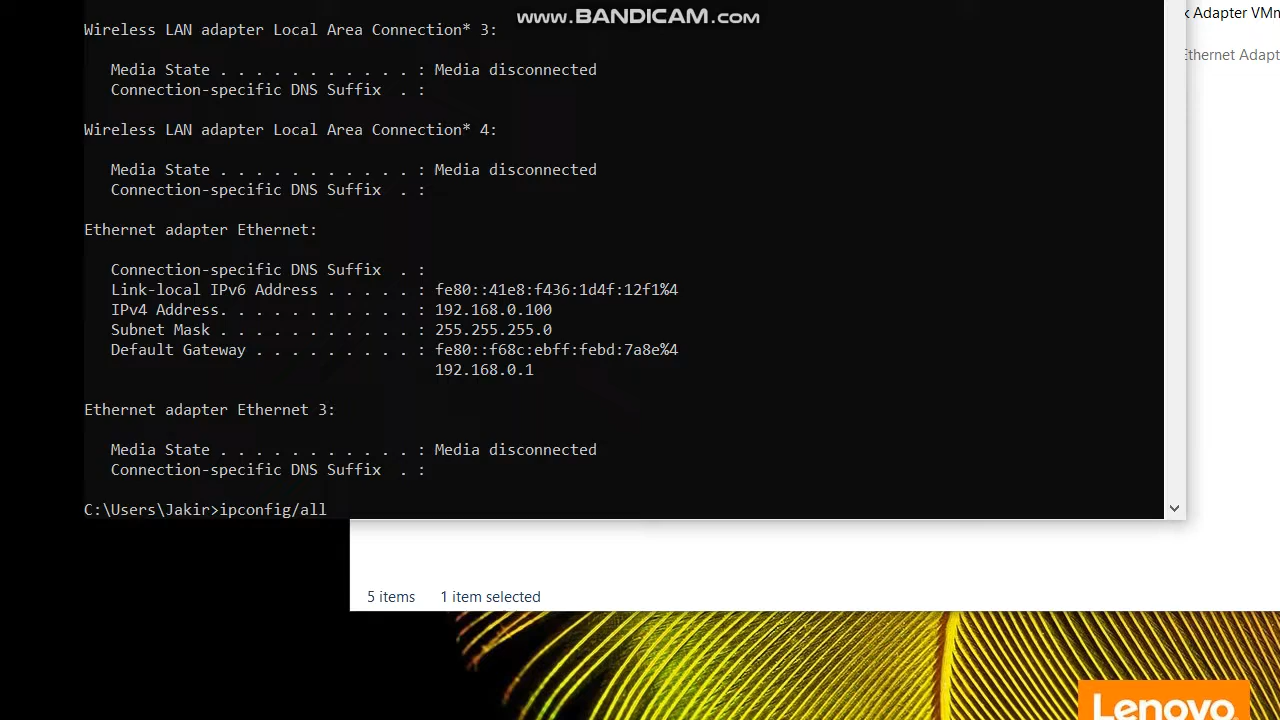 www.BANDICAM.com
k Adapter VMn
Ethernet Adapt
Wireless LAN adapter Local Area Connection* 3:
Media State . . . . . . . . . . . : Media disconnected
Connection-specific DNS Suffix  . :
Wireless LAN adapter Local Area Connection* 4:
Media State . . . . . . . . . . . : Media disconnected
Connection-specific DNS Suffix  . :
Ethernet adapter Ethernet:
Connection-specific DNS Suffix  . :
Link-local IPv6 Address . . . . . : fe80::41e8:f436:1d4f:12f1%4
IPv4 Address. . . . . . . . . . . : 192.168.0.100
Subnet Mask . . . . . . . . . . . : 255.255.255.0
Default Gateway . . . . . . . . . : fe80::f68c:ebff:febd:7a8e%4
192.168.0.1
Ethernet adapter Ethernet 3:
Media State . . . . . . . . . . . : Media disconnected
Connection-specific DNS Suffix  . :
C:\Users\Jakir>ipconfig/all
5 items 1 item selected
Lenovo